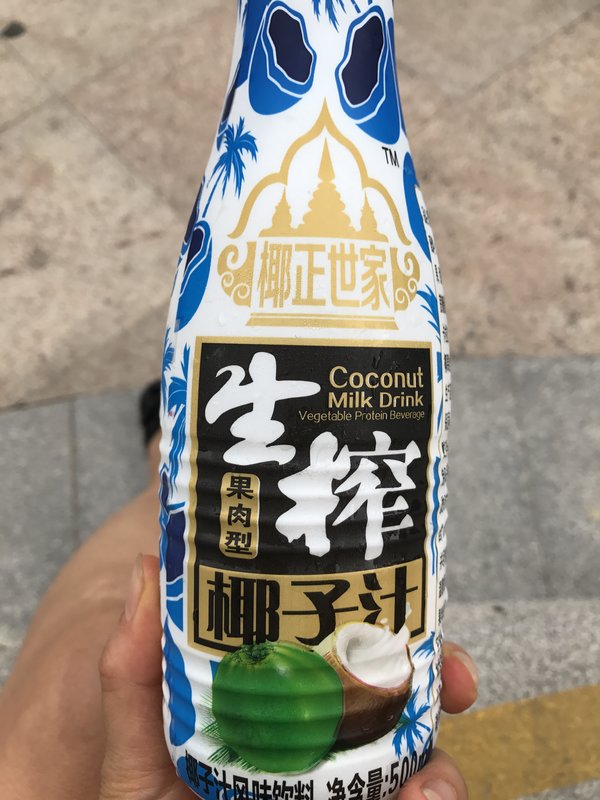 TM
椰正世家
生榨
Coconut
Milk Drink
Vegetable Protein Beverage
果肉型
椰子汁
椰子汁风味饮料 净含量:500m